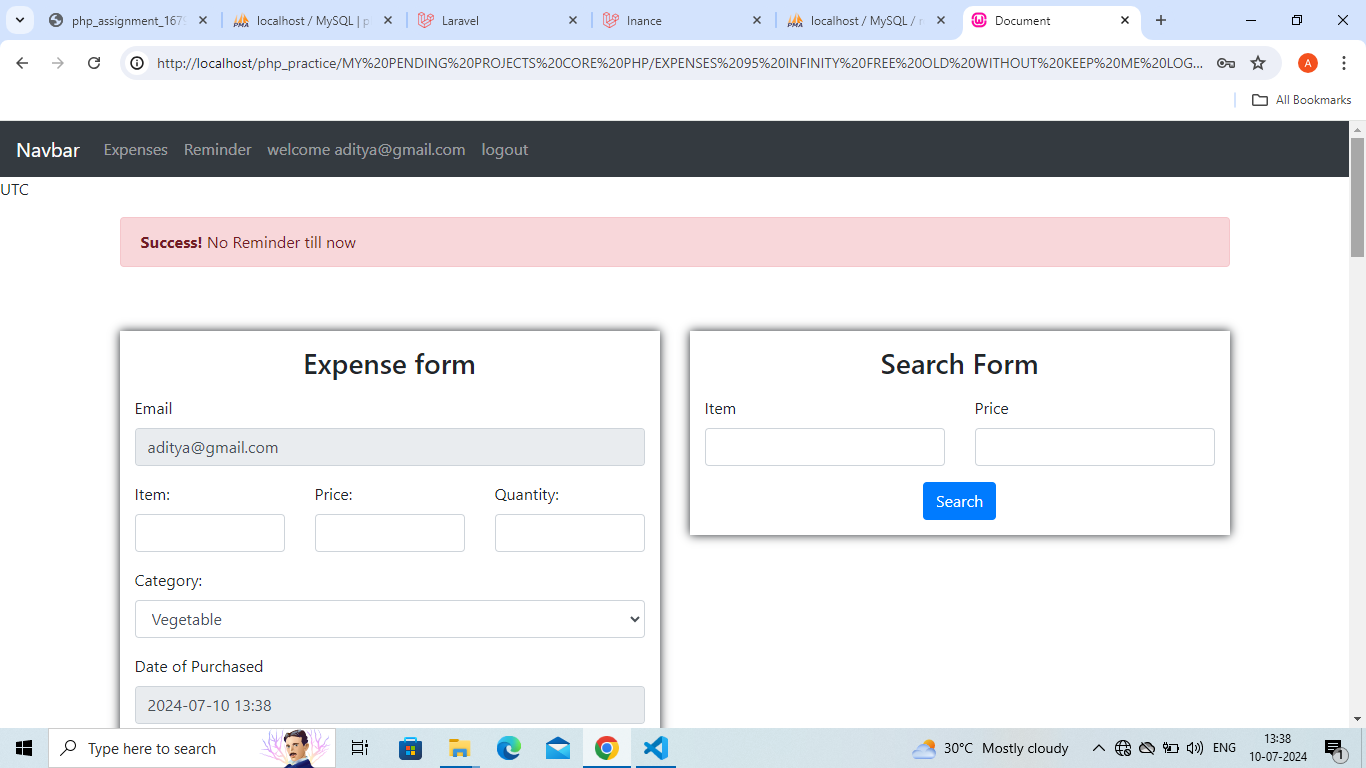 php_assignment_1679
localhost / MySQL | p
Laravel
Inance
localhost / MySQL /
Document
http://localhost/php_practice/MY%20PENDING%20PROJECTS%20CORE%20PHP/EXPENSES%2095%20INFINITY%20FREE%20OLD%20WITHOUT%20KEEP%20ME%20LOG...
A
All Bookmarks
Navbar Expenses Reminder welcome aditya@gmail.com logout
UTC
Success! No Reminder till now
Expense form
Email
aditya@gmail.com
Item: Price: Quantity:
Category:
Vegetable
Date of Purchased
2024-07-10 13:38
Search Form
Item Price
Search
Type here to search
30°C Mostly cloudy
ENG
13:38
10-07-2024
1